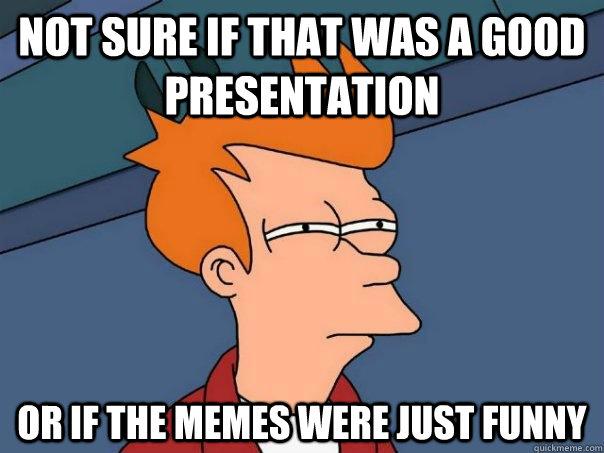 NOT SURE IF THAT WAS A GOOD
PRESENTATION
OR IF THE MEMES WERE JUST FUNNY
quickmeme.com